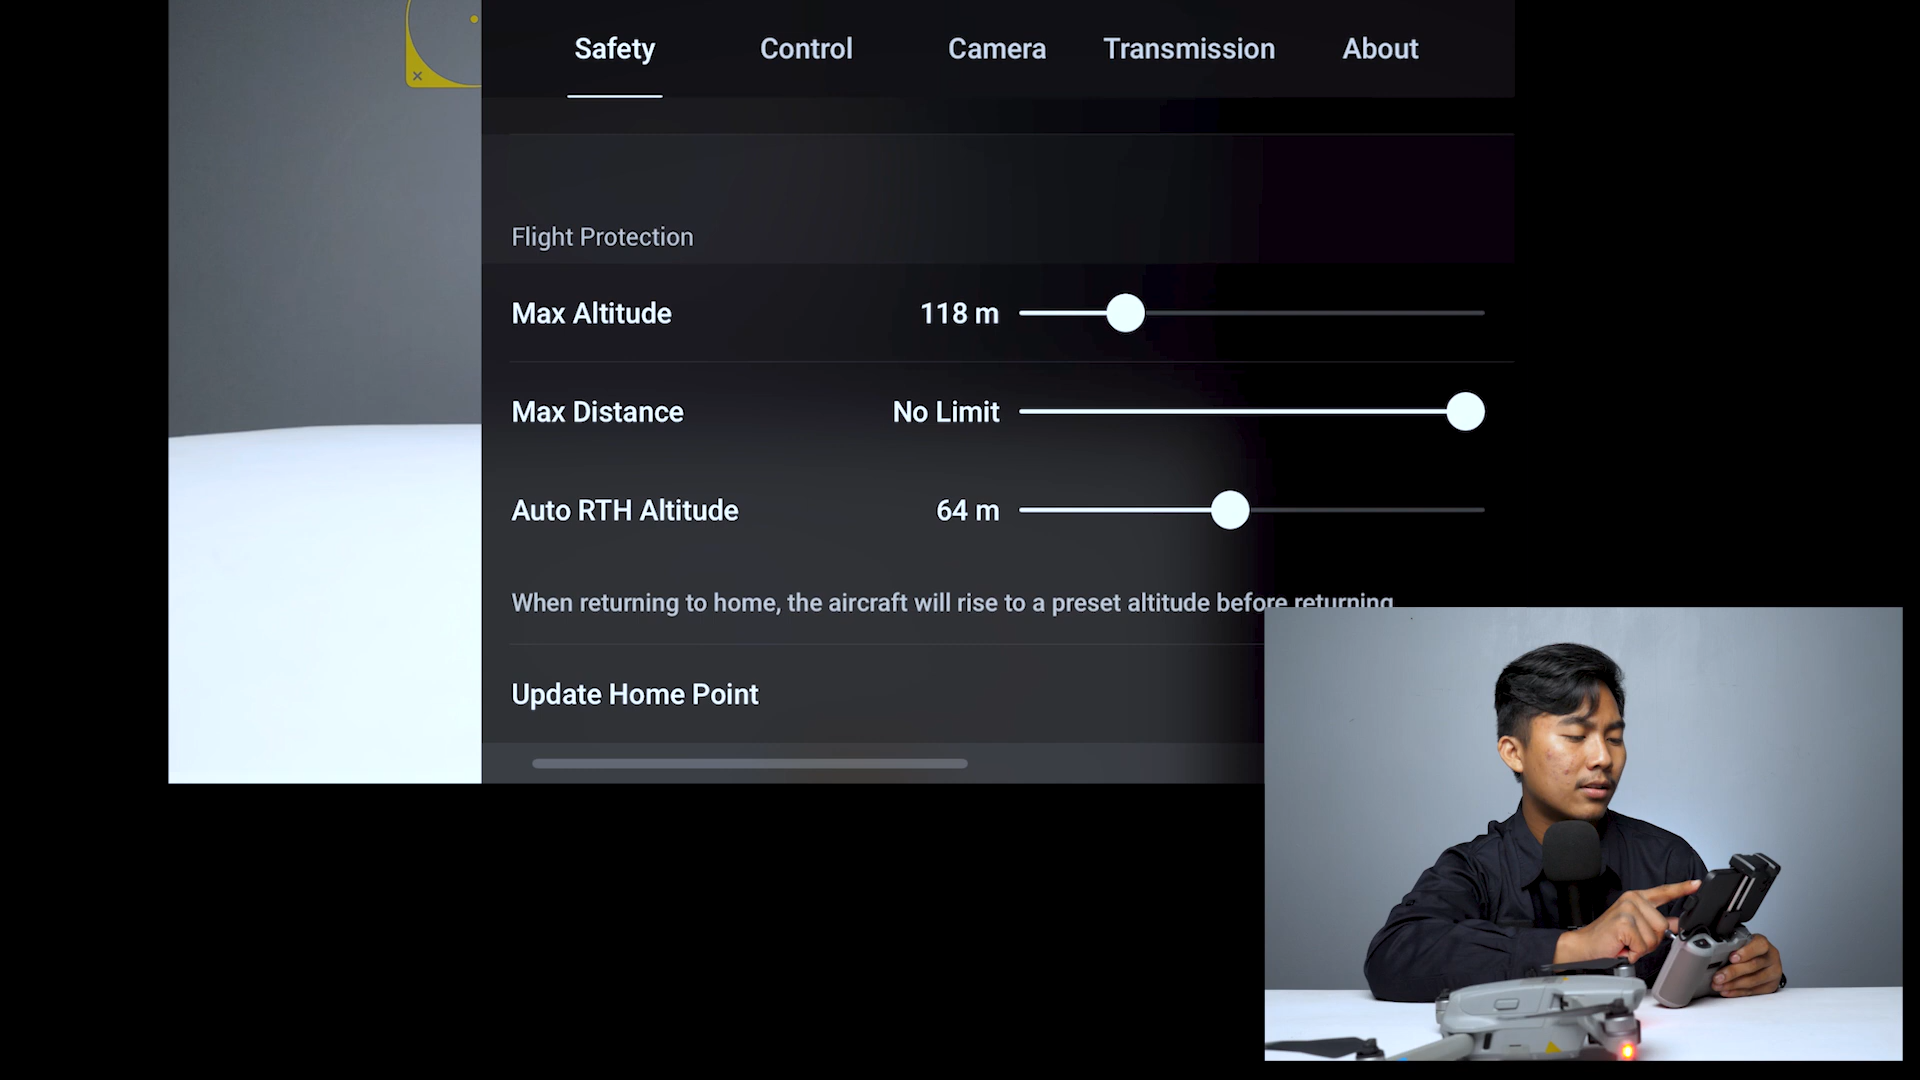 Safety Control Camera Transmission About
Flight Protection
Max Altitude 118 m
Max Distance No Limit
Auto RTH Altitude 64 m
When returning to home, the aircraft will rise to a preset altitude before returning
Update Home Point